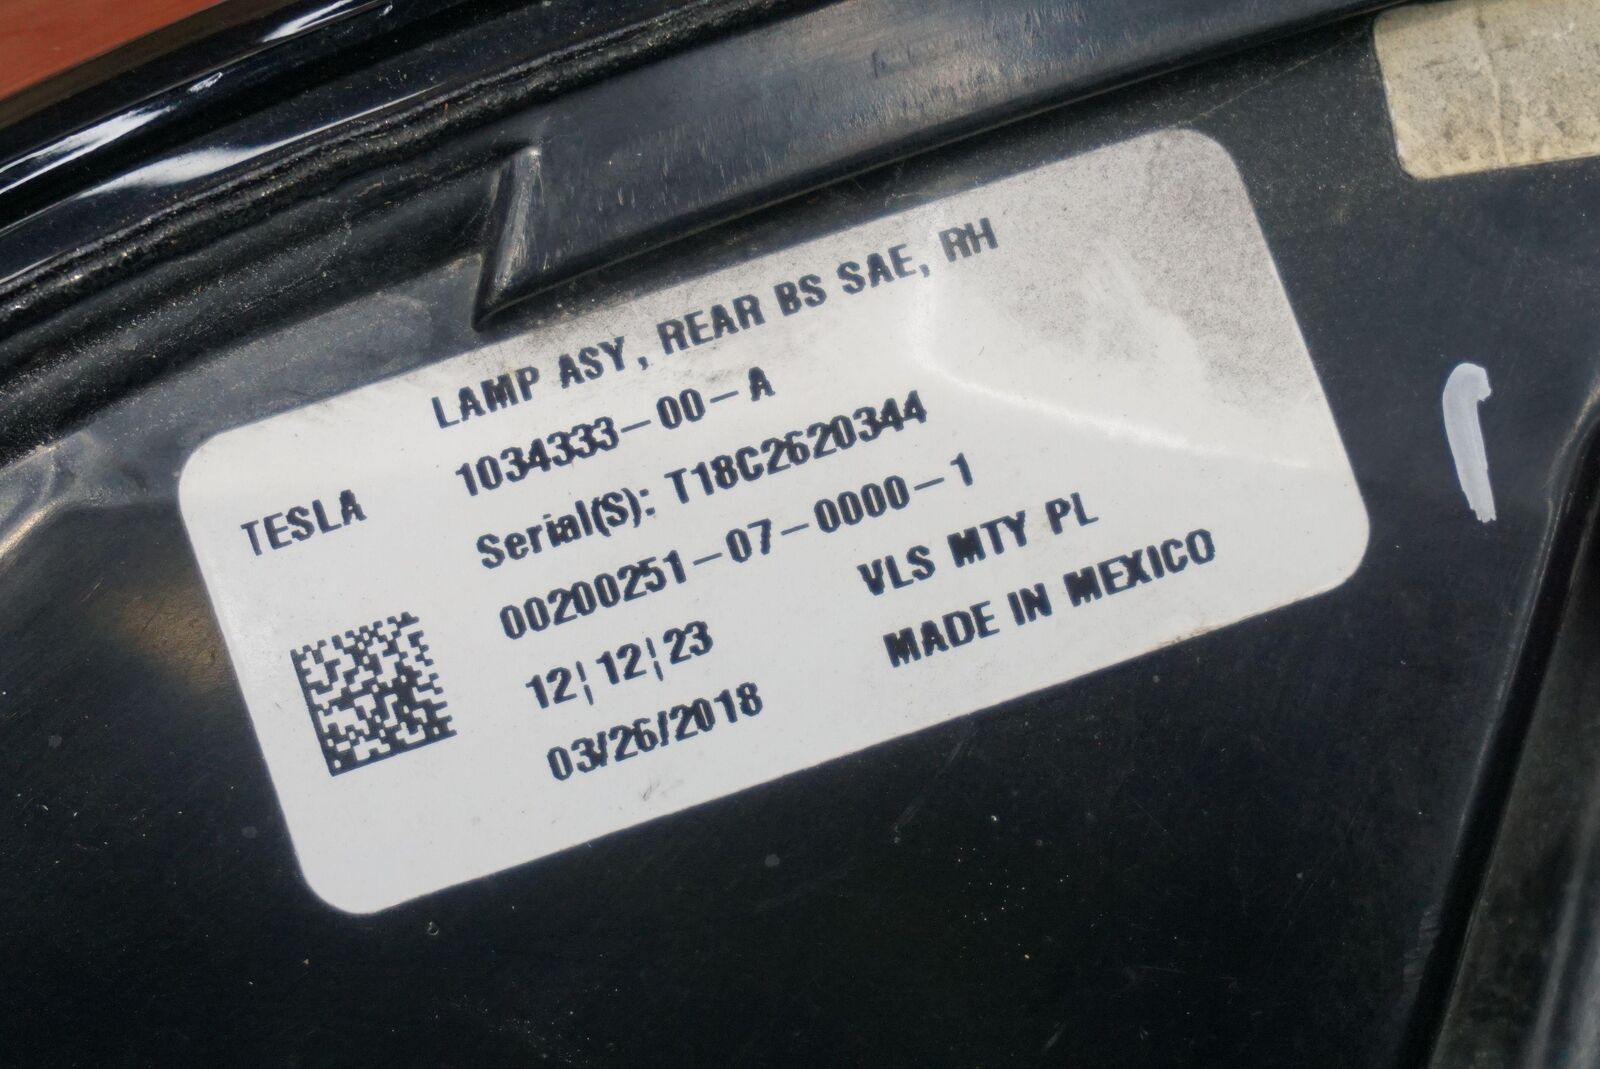 LAMP ASY, REAR BS SAE, RH
1034333-00-A
TESLA
Serial(S): T18C2620344
00200251-07-0000-1
12¦12¦23
VLS MTY PL
03/26/2018
MADE IN MEXICO